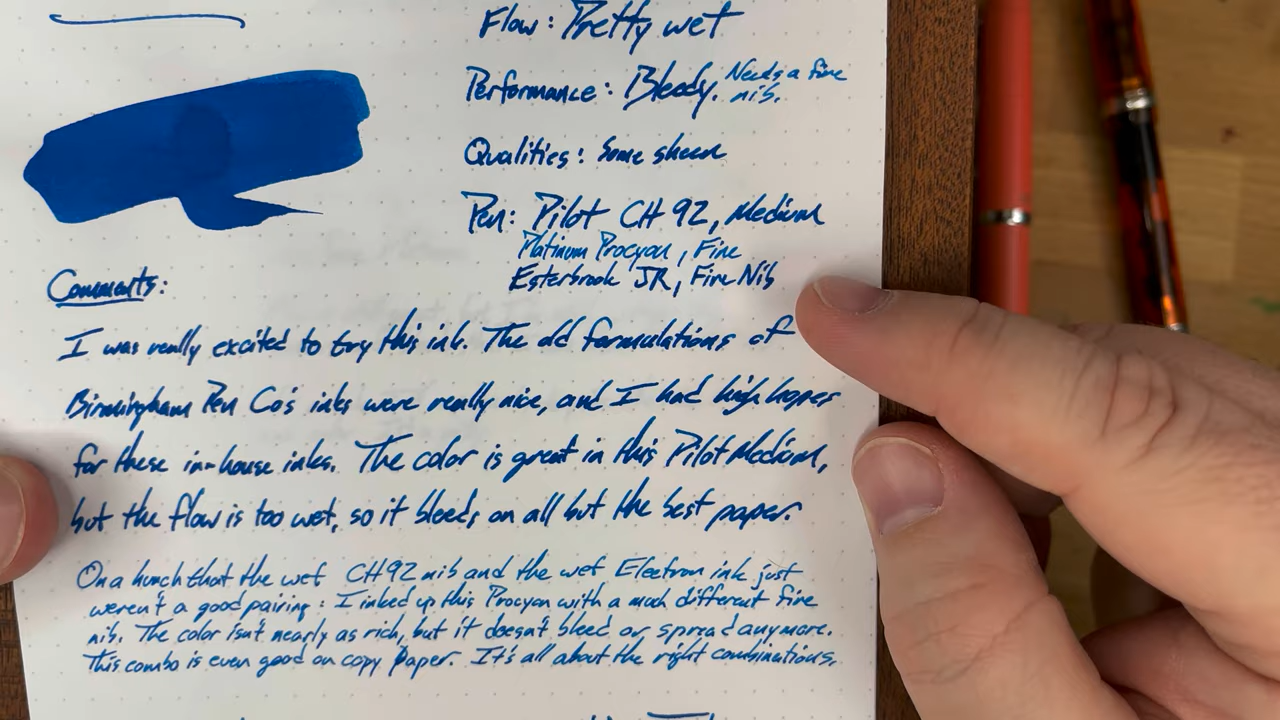 Flow: Pretty wet
Performance: Bleedy. Needs a fine
nib.
Qualities: Some sheen
Pen: Pilot CH 92, Medium
Platinum Procyon, Fine
Esterbrook JR, Fine Nib
Comments:
I was really excited to try this ink. The old formulations of
Birmingham Pen Co's inks were really nice, and I had high hopes
for these in-house inks. The color is great in this Pilot Medium,
but the flow is too wet, so it bleeds on all but the best paper.
On a hunch that the wet CH92 nib and the wet Electron ink just
weren't a good pairing: I inked up this Procyon with a much different fine
nib. The color isn't nearly as rich, but it doesn't bleed or spread anymore.
This combo is even good on copy paper. It's all about the right combinations.